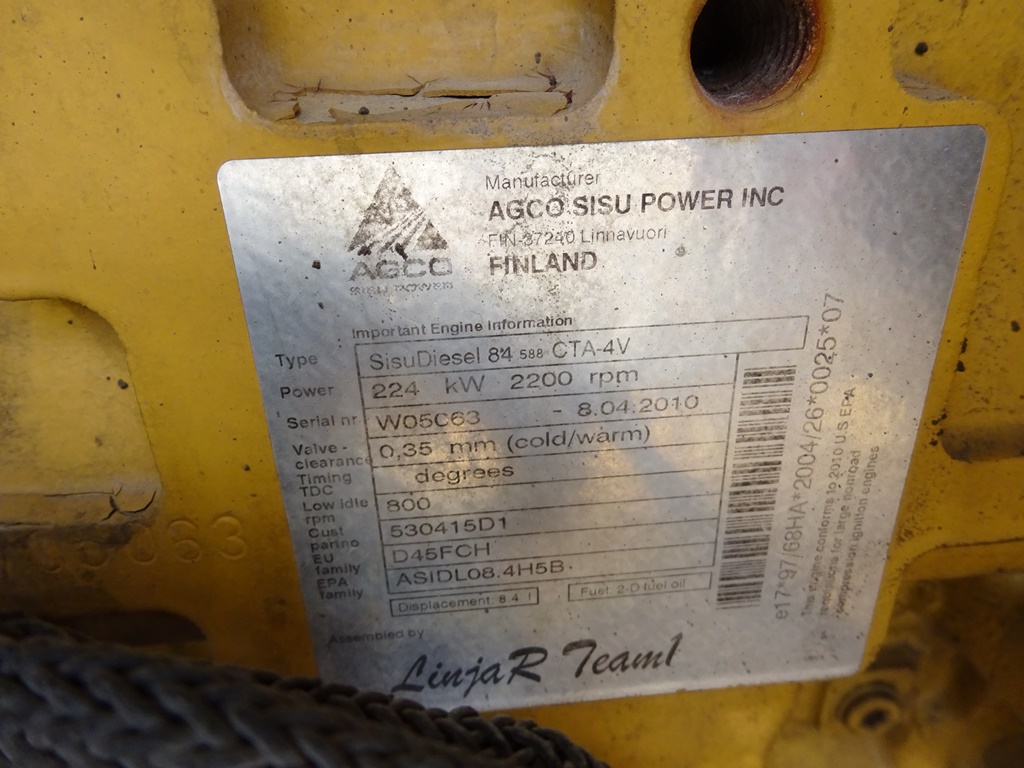 AGCO
SISU POWER
Manufacturer
AGCO SISU POWER INC
FIN-37240 Linnavuori
FINLAND
Important Engine Information
Type SisuDiesel 84 588 CTA-4V
Power 224 kW 2200 rpm
Serial nr W05C63 - 8.04.2010
Valve - clearance 0,35 mm (cold/warm)
Timing TDC degrees
Low idle rpm 800
Cust partno 530415D1
EU family D45FCH
EPA family ASIDL08.4H5B
Displacement: 8.4 l
Fuel: 2-D fuel oil
Assembled by
LinjaR Team1
e17*97/68HA*2004/26*0025*07
This engine conforms to 2010 U.S EPA
regulations for large nonroad
compression ignition engines